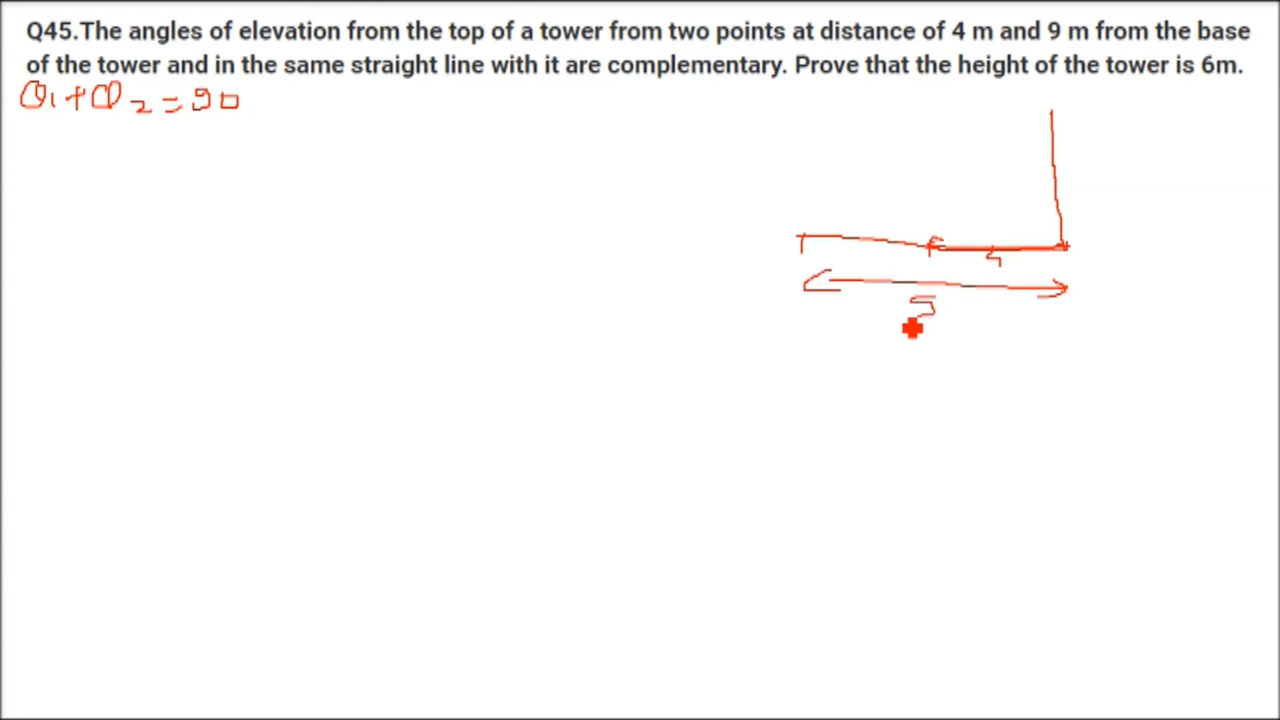 Q45.The angles of elevation from the top of a tower from two points at distance of 4 m and 9 m from the base
of the tower and in the same straight line with it are complementary. Prove that the height of the tower is 6m.
θ₁+θ₂=90
4
9